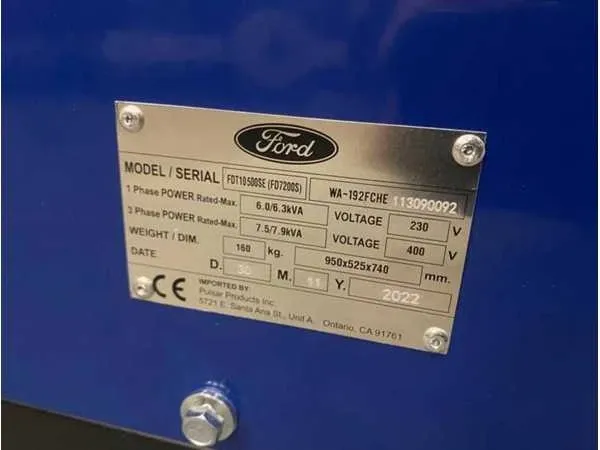 Ford
MODEL / SERIAL FDT10500SE (FD7200S) WA-192FCHE 113090092
1 Phase POWER Rated-Max. 6.0/6.3kVA VOLTAGE 230 V
3 Phase POWER Rated-Max. 7.5/7.9kVA VOLTAGE 400 V
WEIGHT / DIM. 160 kg. 950x525x740 mm.
DATE D. 30 M. 11 Y. 2022
CE IMPORTED BY
Pulsar Products Inc.
5721 E. Santa Ana St., Unit A. Ontario, CA 91761